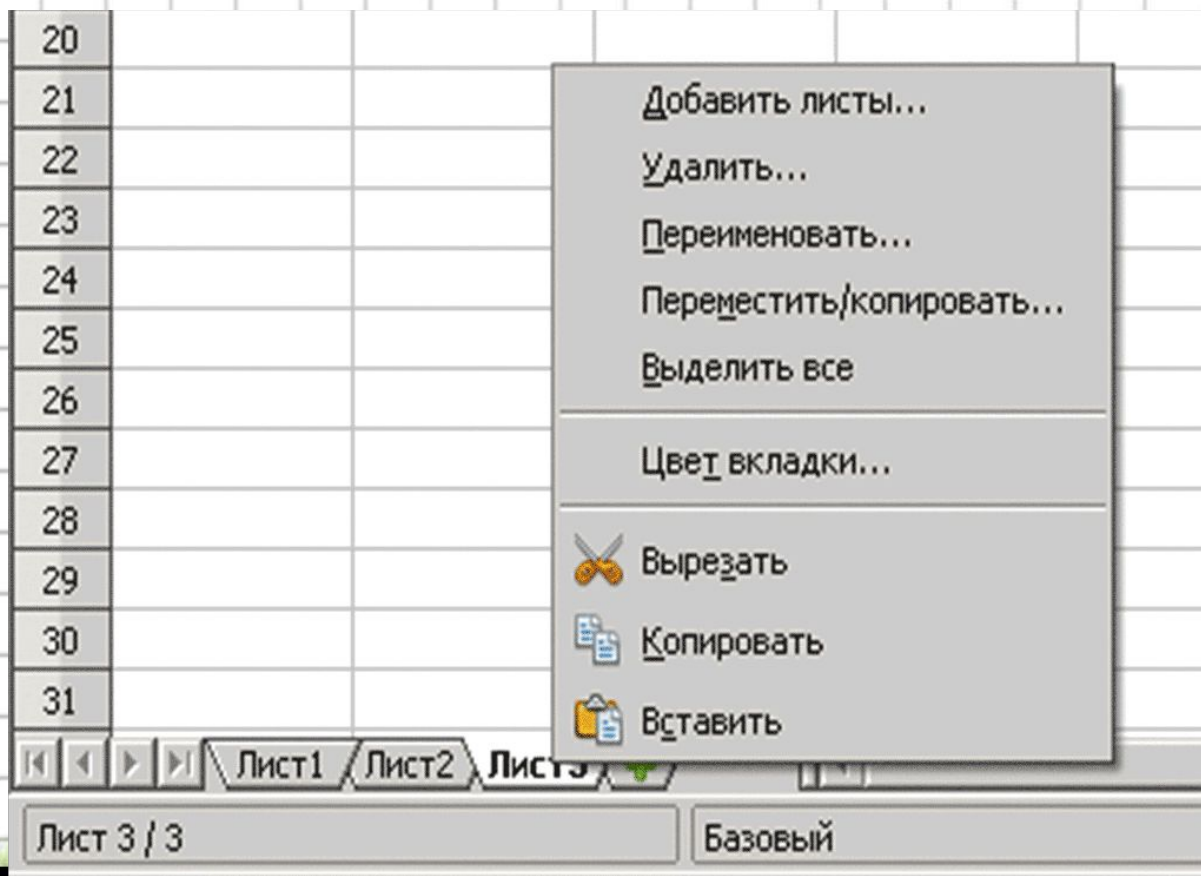 20
21
22
23
24
25
26
27
28
29
30
31
Добавить листы...
Удалить...
Переименовать...
Переместить/копировать...
Выделить все
Цвет вкладки...
Вырезать
Копировать
Вставить
Лист1 Лист2 Лист3
Лист 3 / 3 Базовый